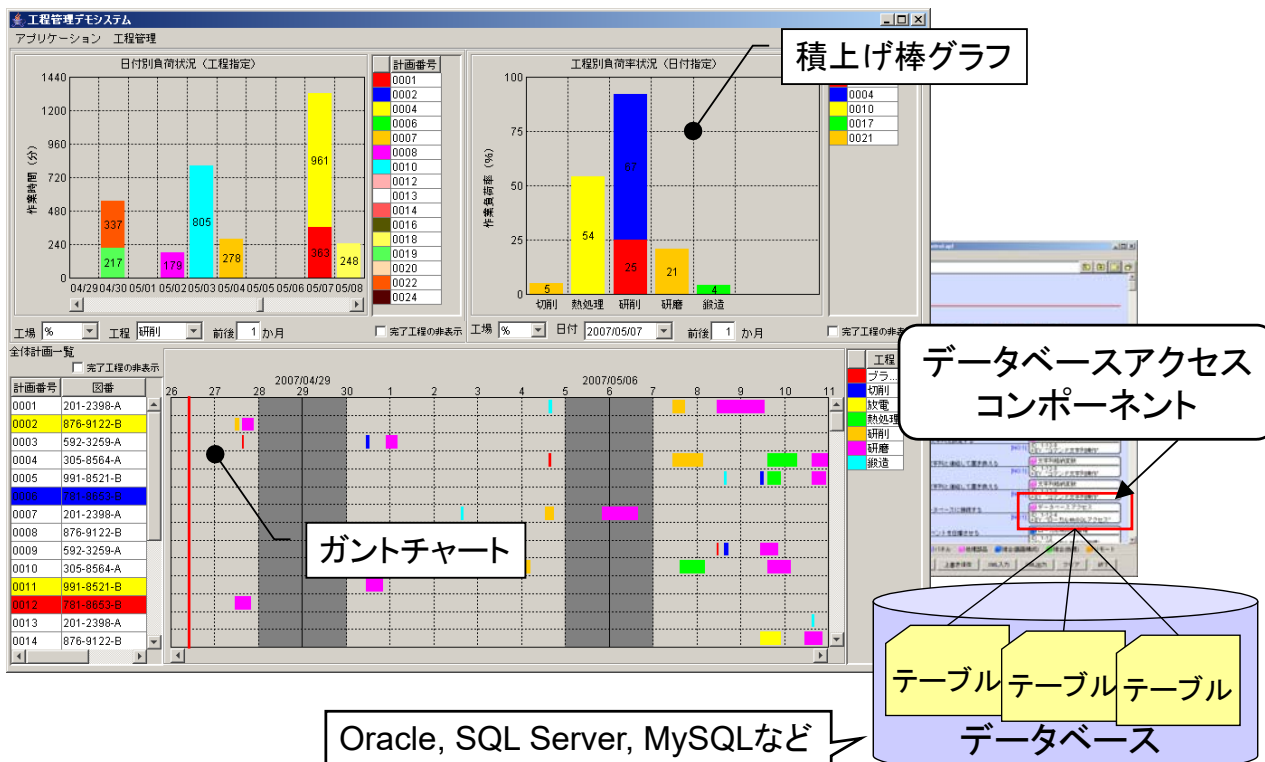 工程管理デモシステム
アプリケーション 工程管理
日付別負荷状況（工程指定）
作業時間（分）
1440
1200
960
720
480
240
0
337
217
179
805
278
961
363
248
04/29 04/30 05/01 05/02 05/03 05/04 05/05 05/06 05/07 05/08
計画番号
0001
0002
0004
0006
0007
0008
0010
0012
0013
0014
0016
0018
0019
0020
0022
0024
工場 % 工程 研削 前後 1 か月 完了工程の非表示
工程別負荷率状況（日付指定）
作業負荷率（%）
100
75
50
25
0
5
54
67
25
21
4
切削 熱処理 研削 研磨 鍛造
0004
0010
0017
0021
工場 % 日付 2007/05/07 前後 1 か月 完了工程の非表
積上げ棒グラフ
全体計画一覧
完了工程の非表示
計画番号 図番
0001 201-2398-A
0002 876-9122-B
0003 592-3259-A
0004 305-8564-A
0005 991-8521-B
0006 781-8653-B
0007 201-2398-A
0008 876-9122-B
0009 592-3259-A
0010 305-8564-A
0011 991-8521-B
0012 781-8653-B
0013 201-2398-A
0014 876-9122-B
2007/04/29 2007/05/06
26 27 28 29 30 1 2 3 4 5 6 7 8 9 10 11
ガントチャート
工程
ブラ...
切削
放電
熱処理
研削
研磨
鍛造
データベースアクセス
コンポーネント
データベースアクセス
テーブル
テーブル
テーブル
データベース
Oracle, SQL Server, MySQLなど